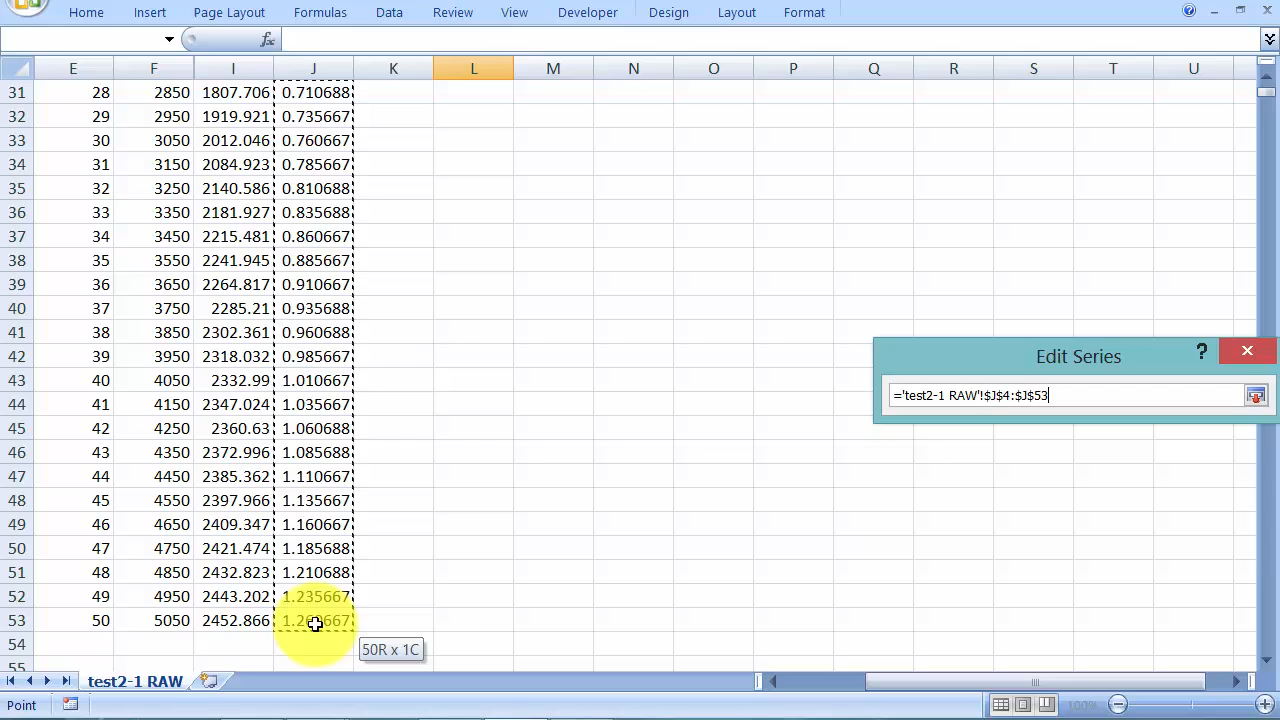 Home Insert Page Layout Formulas Data Review View Developer Design Layout Format
E F I J K L M N O P Q R S T U
31 28 2850 1807.706 0.710688
32 29 2950 1919.921 0.735667
33 30 3050 2012.046 0.760667
34 31 3150 2084.923 0.785667
35 32 3250 2140.586 0.810688
36 33 3350 2181.927 0.835688
37 34 3450 2215.481 0.860667
38 35 3550 2241.945 0.885667
39 36 3650 2264.817 0.910667
40 37 3750 2285.21 0.935688
41 38 3850 2302.361 0.960688
42 39 3950 2318.032 0.985667
43 40 4050 2332.99 1.010667
44 41 4150 2347.024 1.035667
45 42 4250 2360.63 1.060688
46 43 4350 2372.996 1.085688
47 44 4450 2385.362 1.110667
48 45 4550 2397.966 1.135667
49 46 4650 2409.347 1.160667
50 47 4750 2421.474 1.185688
51 48 4850 2432.823 1.210688
52 49 4950 2443.202 1.235667
53 50 5050 2452.866
54
55
Edit Series
='test2-1 RAW'!$J$4:$J$53
50R x 1C
test2-1 RAW
Point 100%